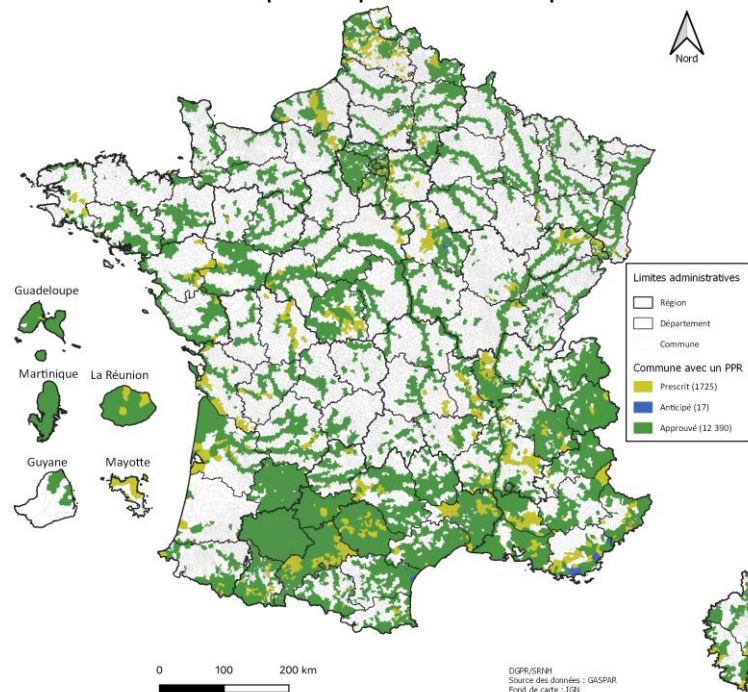 Nord
Guadeloupe
Martinique
La Réunion
Guyane
Mayotte
Limites administratives
Région
Département
Commune
Commune avec un PPR
Prescrit (1725)
Anticipé (17)
Approuvé (12 390)
0 100 200 km
DGPR/SRNH
Source des données : GASPAR
Fond de carte : IGN